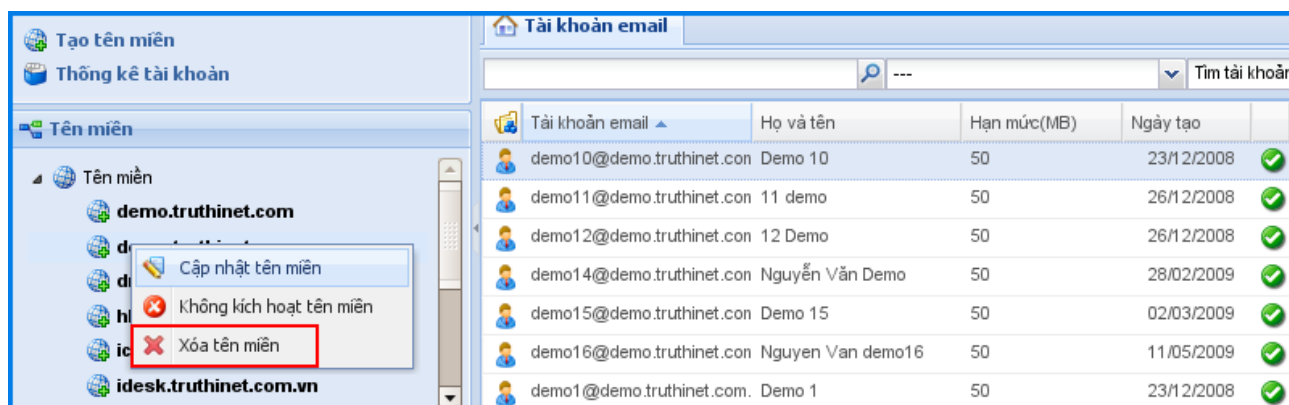 Tạo tên miền
Thống kê tài khoản
Tên miền
Tên miền
demo.truthinet.com
Cập nhật tên miền
Không kích hoạt tên miền
Xóa tên miền
idesk.truthinet.com.vn
Tài khoản email
--- Tìm tài khoản
Tài khoản email Họ và tên Hạn mức(MB) Ngày tạo
demo10@demo.truthinet.con Demo 10 50 23/12/2008
demo11@demo.truthinet.con 11 demo 50 26/12/2008
demo12@demo.truthinet.con 12 Demo 50 26/12/2008
demo14@demo.truthinet.con Nguyễn Văn Demo 50 28/02/2009
demo15@demo.truthinet.con Demo 15 50 02/03/2009
demo16@demo.truthinet.con Nguyen Van demo16 50 11/05/2009
demo1@demo.truthinet.com. Demo 1 50 23/12/2008